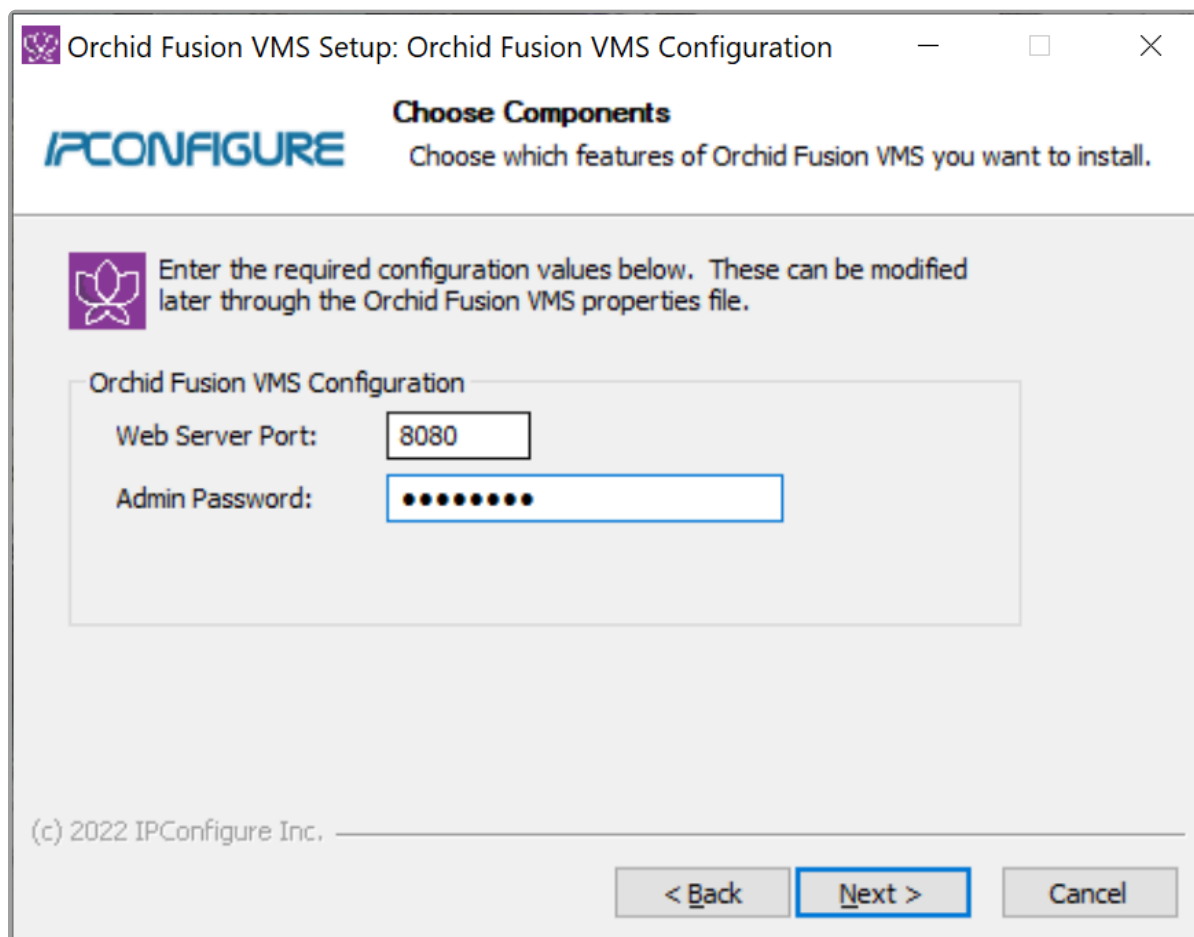 Orchid Fusion VMS Setup: Orchid Fusion VMS Configuration
IPCONFIGURE
Choose Components
Choose which features of Orchid Fusion VMS you want to install.
Enter the required configuration values below.  These can be modified
later through the Orchid Fusion VMS properties file.
Orchid Fusion VMS Configuration
Web Server Port: 8080
Admin Password: ●●●●●●●●
(c) 2022 IPConfigure Inc.
< Back Next > Cancel